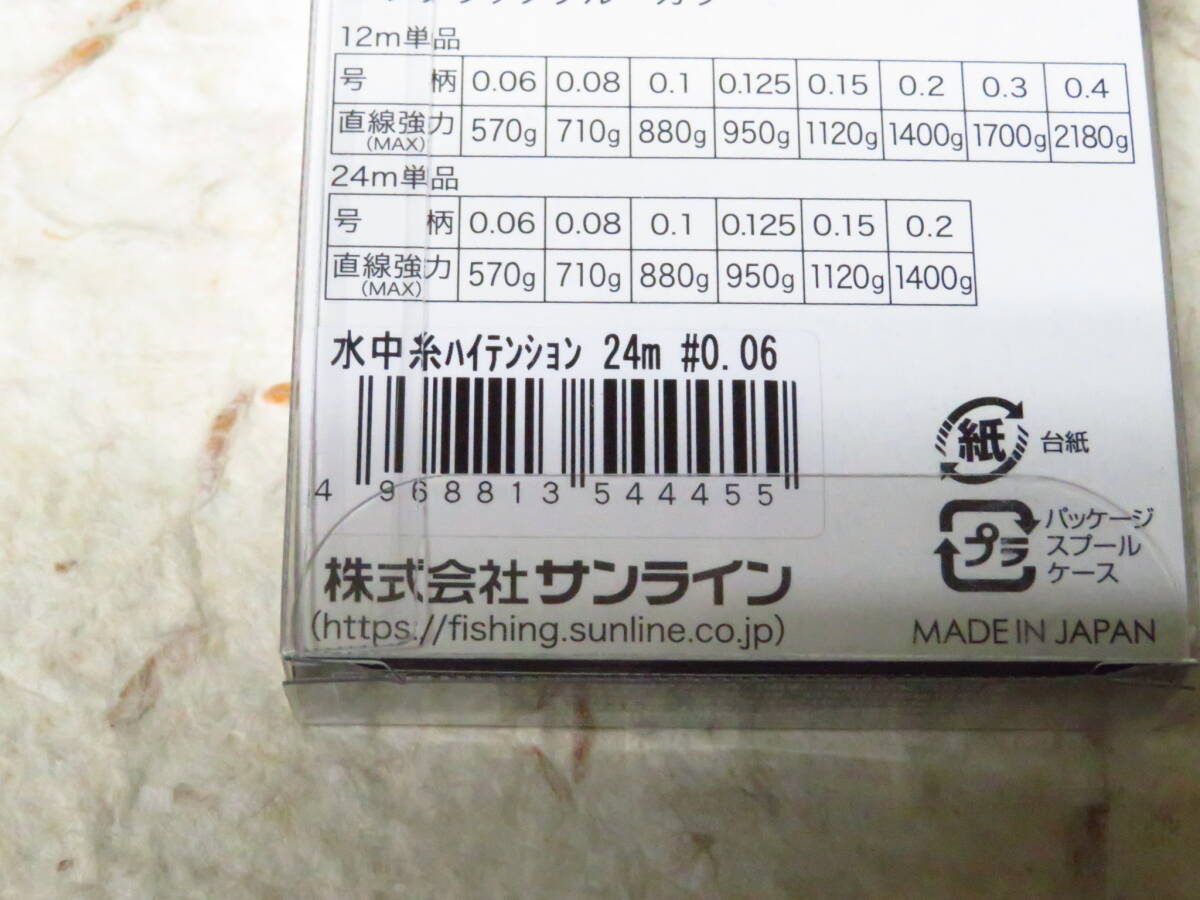 12m単品
号 柄 0.06 0.08 0.1 0.125 0.15 0.2 0.3 0.4
直線強力(MAX) 570g 710g 880g 950g 1120g 1400g 1700g 2180g
24m単品
号 柄 0.06 0.08 0.1 0.125 0.15 0.2
直線強力(MAX) 570g 710g 880g 950g 1120g 1400g
水中糸ハイテンション 24m #0.06
4 968813 544455
紙 台紙
プラ パッケージ
スプール
ケース
株式会社サンライン
(https://fishing.sunline.co.jp)
MADE IN JAPAN